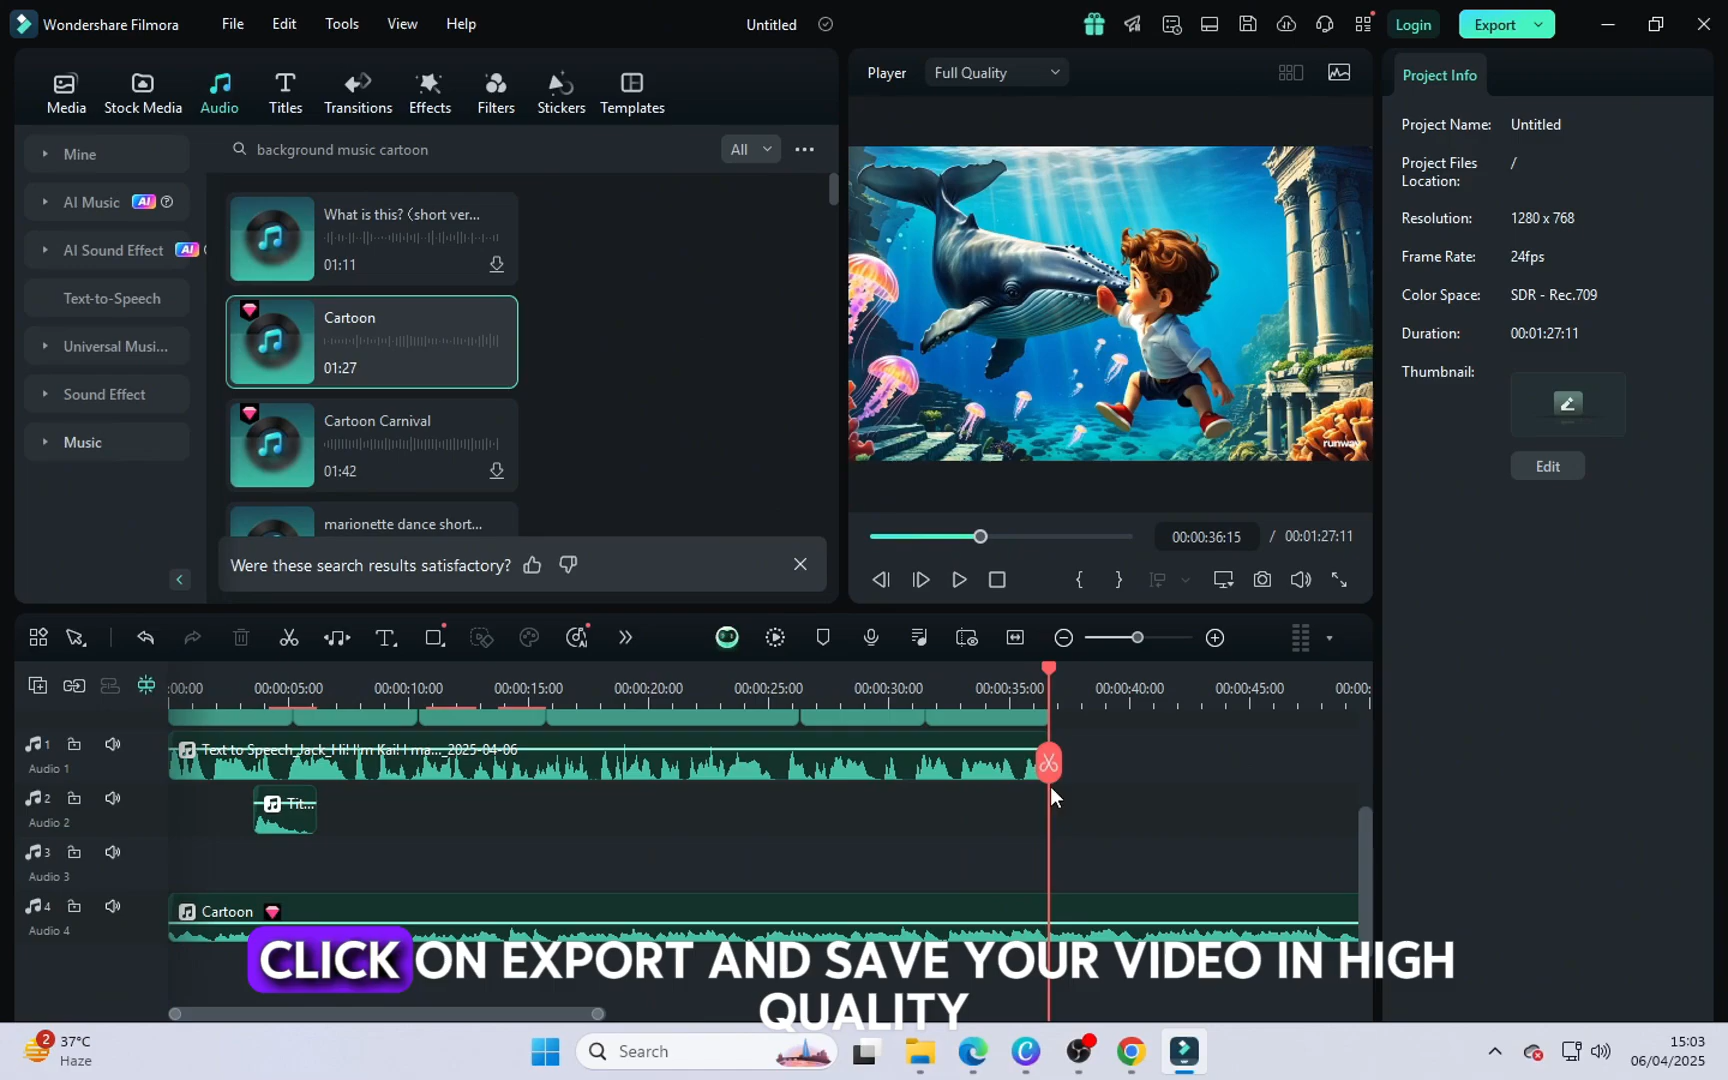 Wondershare Filmora
File
Edit
Tools
View
Help
Untitled
Login
Export
Media
Stock Media
Audio
Titles
Transitions
Effects
Filters
Stickers
Templates
Player
Full Quality
Project Info
Mine
AI Music
AI
AI Sound Effect
AI
Text-to-Speech
Universal Musi...
Sound Effect
Music
background music cartoon
All
What is this? (short ver...
01:11
Cartoon
01:27
Cartoon Carnival
01:42
marionette dance short...
Were these search results satisfactory?
runway
00:00:36:15 / 00:01:27:11
Project Name: Untitled
Project Files Location: /
Resolution: 1280 x 768
Frame Rate: 24fps
Color Space: SDR - Rec.709
Duration: 00:01:27:11
Thumbnail:
Edit
:00:00
00:00:05:00
00:00:10:00
00:00:15:00
00:00:20:00
00:00:25:00
00:00:30:00
00:00:35:00
00:00:40:00
00:00:45:00
00:00:
1
Audio 1
Text to Speech_Jack_Hi! I'm Kai! I ma..._2025-04-06
2
Audio 2
Tit...
3
Audio 3
4
Audio 4
Cartoon
CLICK ON EXPORT AND SAVE YOUR VIDEO IN HIGH
QUALITY
2
37°C
Haze
Search
15:03
06/04/2025